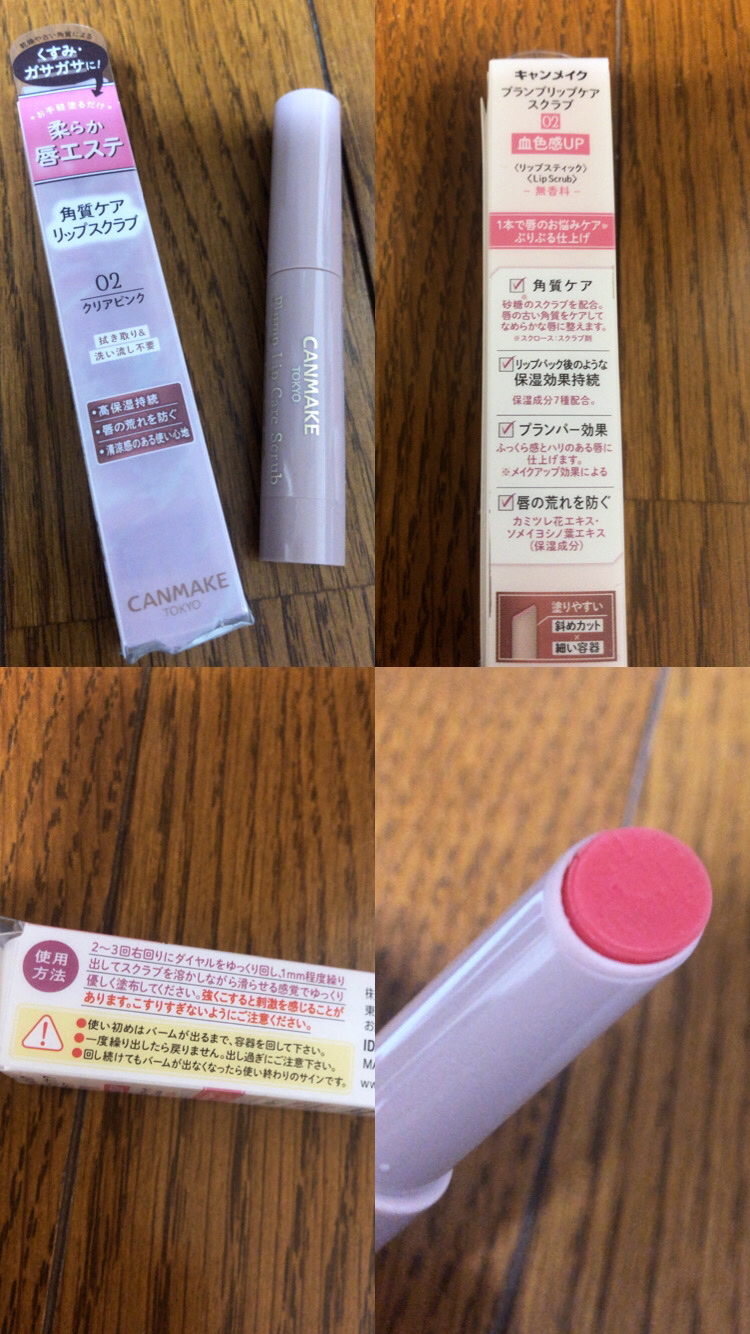 乾燥や古い角質による
くすみ・
ガサガサに!
お手軽塗るだけ
柔らか
唇エステ
角質ケア
リップスクラブ
02
クリアピンク
拭き取り&
洗い流し不要
・高保湿持続
・唇の荒れを防ぐ
・清涼感のある使い心地
CANMAKE
TOKYO
Plump Lip Care Scrub
CANMAKE
TOKYO
キャンメイク
プランプリップケア
スクラブ
02
血色感UP
〈リップスティック〉
〈Lip Scrub〉
- 無香料 -
1本で唇のお悩みケア
ぷりぷる仕上げ
角質ケア
砂糖※のスクラブを配合。
唇の古い角質をケアして
なめらかな唇に整えます。
※スクロース:スクラブ剤
リップパック後のような
保湿効果持続
保湿成分7種配合。
プランパー効果
ふっくら感とハリのある唇に
仕上げます。
※メイクアップ効果による
唇の荒れを防ぐ
カミツレ花エキス・
ソメイヨシノ葉エキス
(保湿成分)
塗りやすい
斜めカット
×
細い容器
使用
方法
2〜3回右回りにダイヤルをゆっくり回し、1mm程度繰り
出してスクラブを溶かしながら滑らせる感覚でゆっくり
優しく塗布してください。強くこすると刺激を感じることが
あります。こすりすぎないようにご注意ください。
●使い初めはバームが出るまで、容器を回して下さい。
●一度繰り出したら戻りません。出し過ぎにご注意下さい。
●回し続けてもバームが出なくなったら使い終わりのサインです。
株
東
お
ID
MA
ww